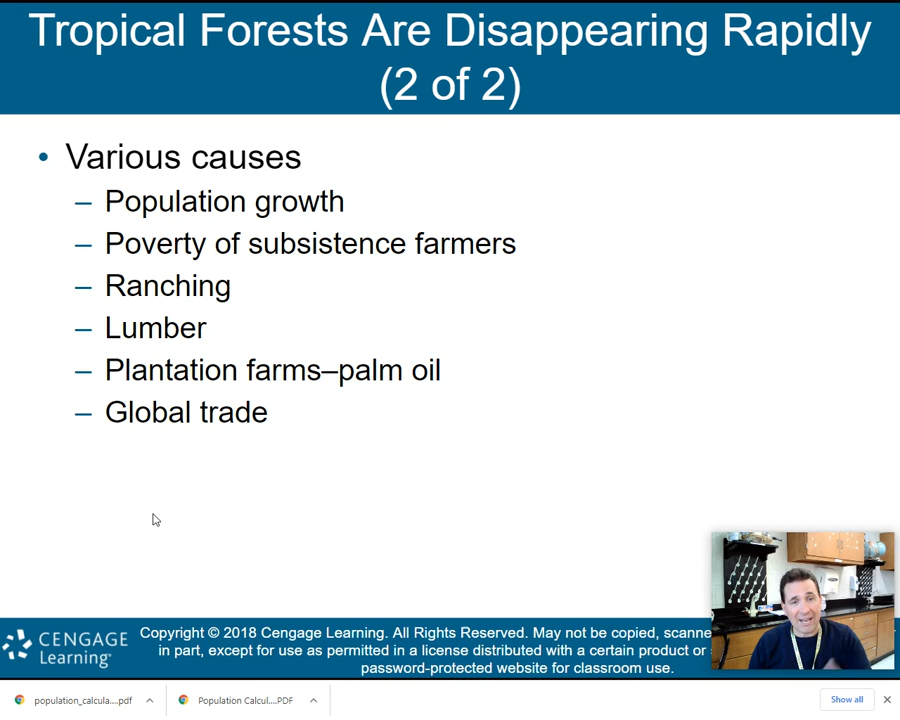 Tropical Forests Are Disappearing Rapidly
(2 of 2)
• Various causes
– Population growth
– Poverty of subsistence farmers
– Ranching
– Lumber
– Plantation farms–palm oil
– Global trade
CENGAGE
Learning®
Copyright © 2018 Cengage Learning. All Rights Reserved. May not be copied, scanne
in part, except for use as permitted in a license distributed with a certain product or
password-protected website for classroom use.
population_calcula....pdf
Population Calcul....PDF
Show all